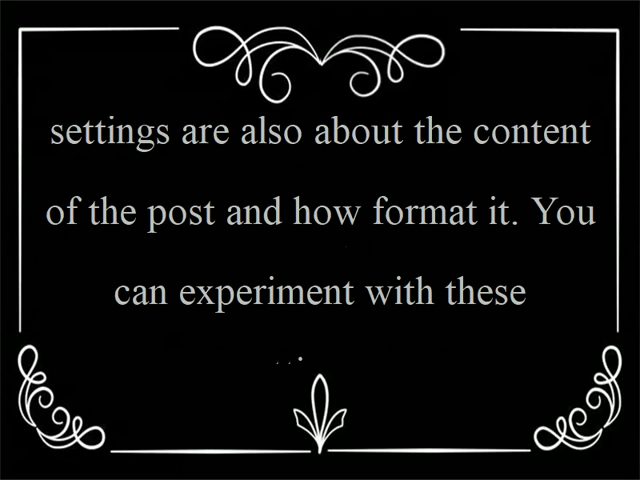 settings are also about the content
of the post and how format it. You
can experiment with these